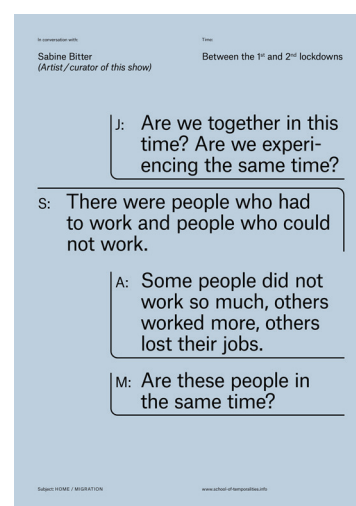 In conversation with:
Time:
Sabine Bitter
(Artist / curator of this show)
Between the 1st and 2nd lockdowns
J: Are we together in this
time? Are we experi-
encing the same time?
S: There were people who had
to work and people who could
not work.
A: Some people did not
work so much, others
worked more, others
lost their jobs.
M: Are these people in
the same time?
Subject: HOME / MIGRATION
www.school-of-temporalities.info